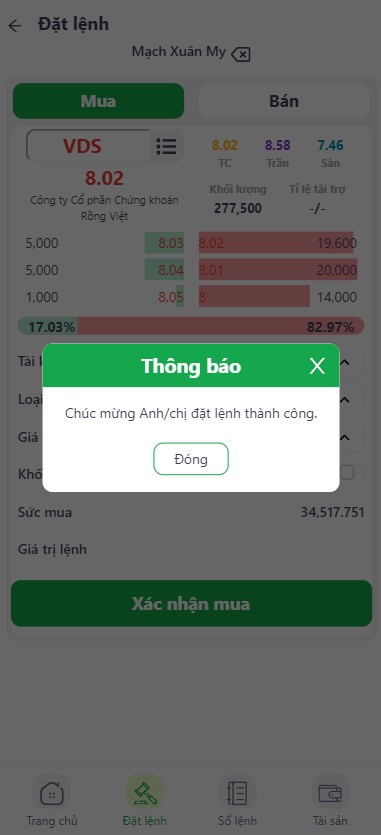 Đặt lệnh
Mạch Xuân My
Mua
Bán
VDS
8.02
Công ty Cổ phần Chứng khoán
Rồng Việt
8.02 8.58 7.46
TC Trần Sàn
Khối lượng Tỉ lệ tài trợ
277,500 -/-
5,000 8.03 8.02 19,600
5,000 8.04 8.01 20,000
1,000 8.05 8 14,000
17.03% 82.97%
Thông báo X
Chúc mừng Anh/chị đặt lệnh thành công.
Đóng
Tài
Loại
Giá
Khố
Sức mua 34,517.751
Giá trị lệnh
Xác nhận mua
Trang chủ Đặt lệnh Sổ lệnh Tài sản